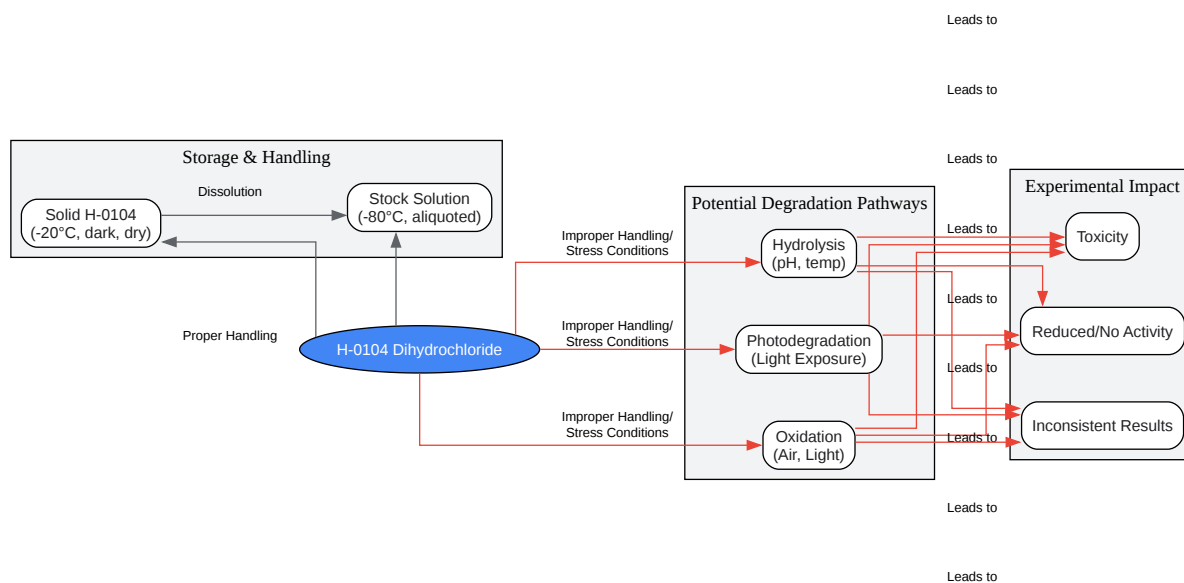 Leads to
Leads to
Leads to
Storage & Handling
Dissolution
Solid H-0104
(-20°C, dark, dry)
Stock Solution
(-80°C, aliquoted)
Proper Handling
H-0104 Dihydrochloride
Improper Handling/
Stress Conditions
Improper Handling/
Stress Conditions
Improper Handling/
Stress Conditions
Potential Degradation Pathways
Hydrolysis
(pH, temp)
Photodegradation
(Light Exposure)
Oxidation
(Air, Light)
Leads to
Leads to
Leads to
Leads to
Experimental Impact
Toxicity
Reduced/No Activity
Inconsistent Results
Leads to
Leads to